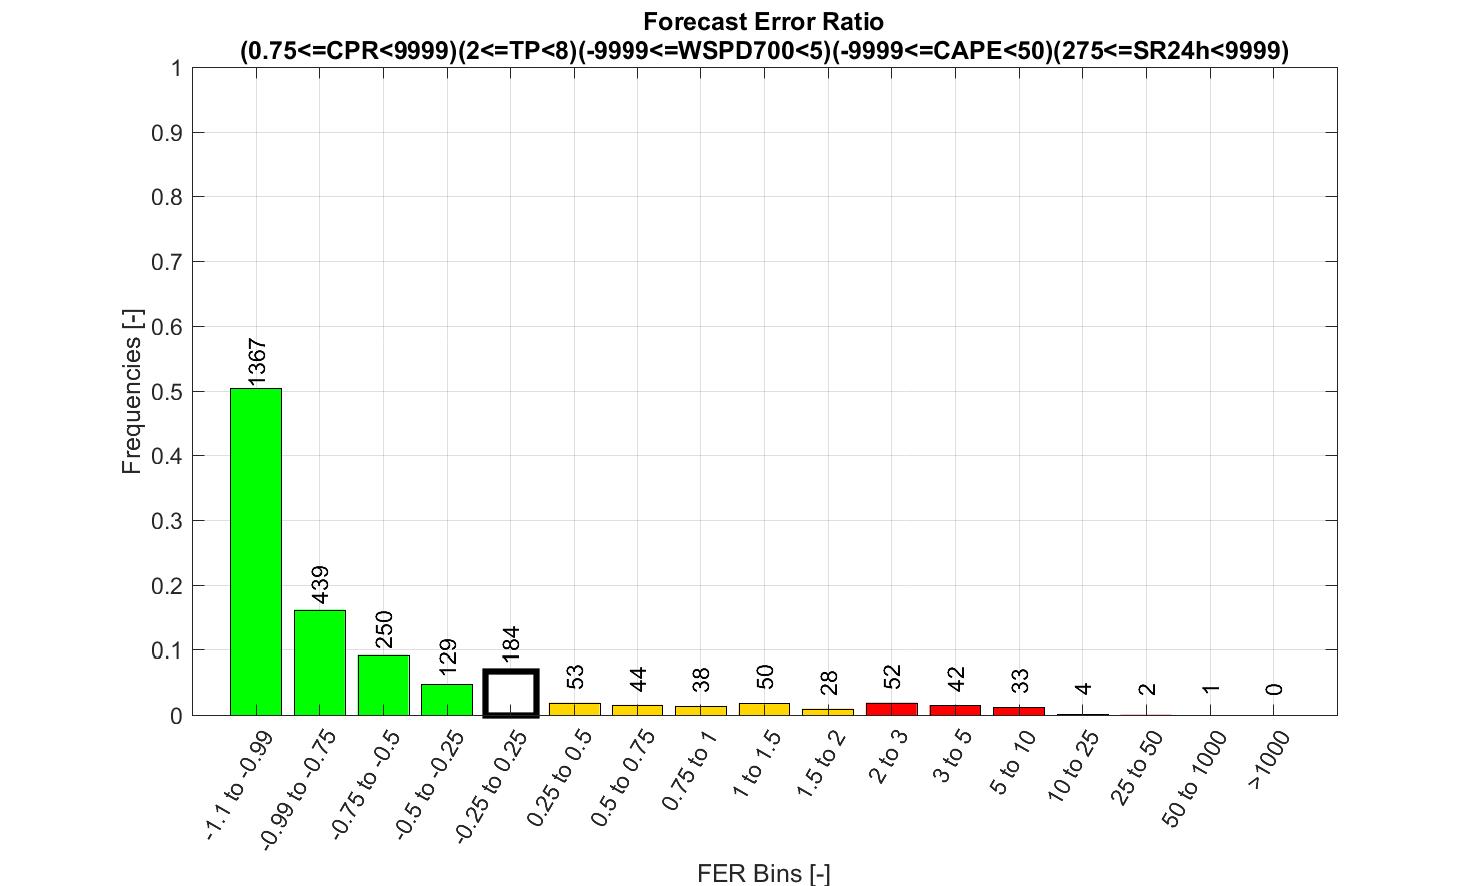 Forecast Error Ratio
(0.75<=CPR<9999)(2<=TP<8)(-9999<=WSPD700<5)(-9999<=CAPE<50)(275<=SR24h<9999)
1
0.9
0.8
0.7
0.6
0.5
0.4
0.3
0.2
0.1
0
Frequencies [-]
1367
439
250
129
184
53
44
38
50
28
52
42
33
4
2
1
0
-1.1 to -0.99
-0.99 to -0.75
-0.75 to -0.5
-0.5 to -0.25
-0.25 to 0.25
0.25 to 0.5
0.5 to 0.75
0.75 to 1
1 to 1.5
1.5 to 2
2 to 3
3 to 5
5 to 10
10 to 25
25 to 50
50 to 1000
>1000
FER Bins [-]